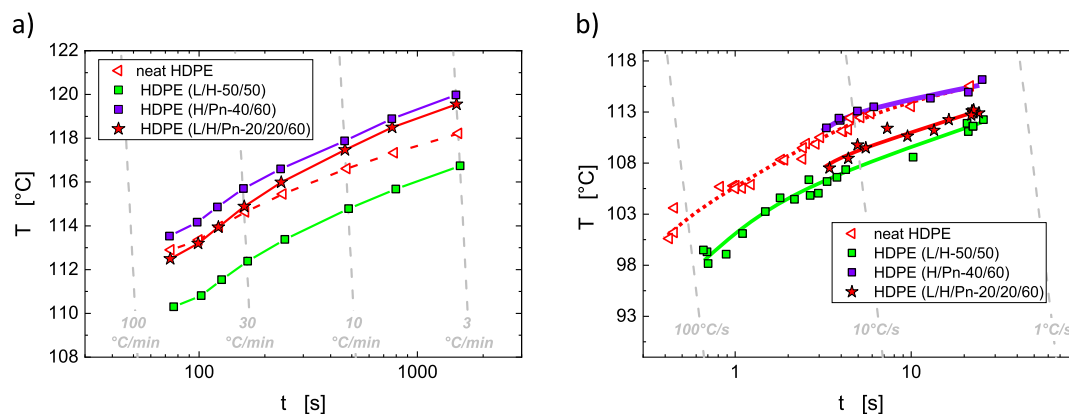 a)
122
120
118
116
114
112
110
108
T [°C]
neat HDPE
HDPE (L/H-50/50)
HDPE (H/Pn-40/60)
HDPE (L/H/Pn-20/20/60)
100
°C/min
30
°C/min
10
°C/min
3
°C/min
100
1000
t [s]
b)
118
113
108
103
98
93
T [°C]
neat HDPE
HDPE (L/H-50/50)
HDPE (H/Pn-40/60)
HDPE (L/H/Pn-20/20/60)
100°C/s
10°C/s
1°C/s
1
10
t [s]